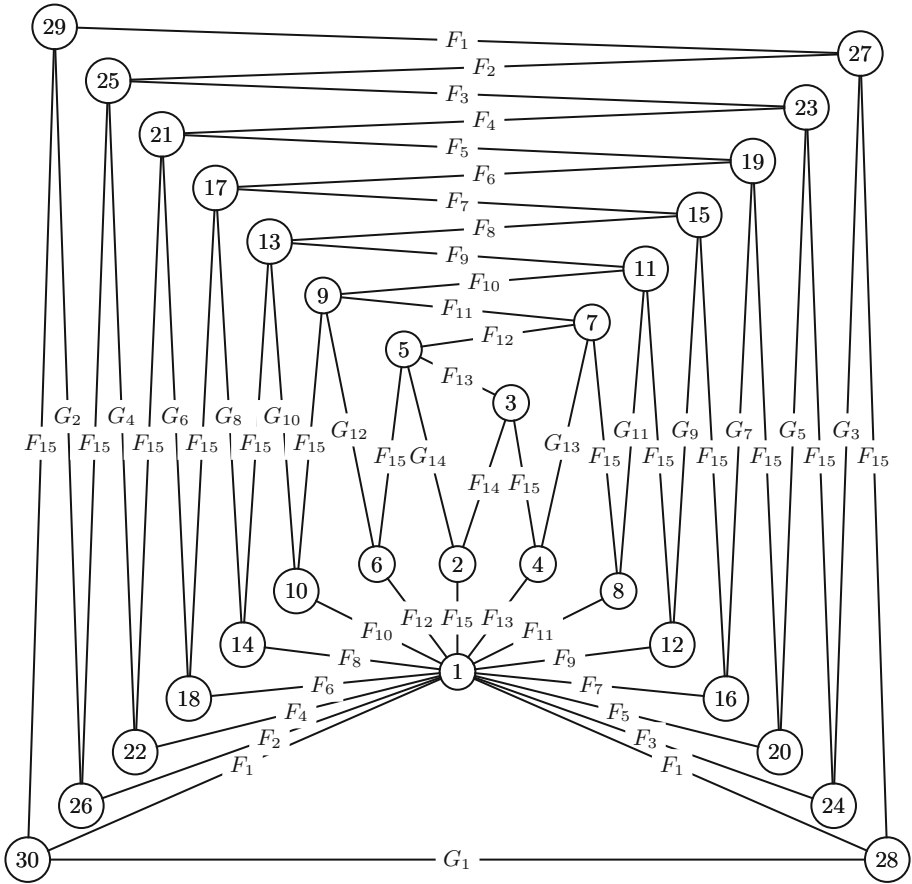 29
F₁
27
F₂
25
F₃
23
F₄
21
F₅
19
F₆
17
F₇
15
F₈
13
F₉
11
F₁₀
9
F₁₁
7
F₁₂
5
F₁₃
3
G₂ G₄ G₆ G₈ G₁₀ G₁₂ G₁₃ G₁₁ G₉ G₇ G₅ G₃
F₁₅ F₁₅ F₁₅ F₁₅ F₁₅ F₁₅ F₁₅ G₁₄ F₁₅ F₁₅ F₁₅ F₁₅ F₁₅ F₁₅
F₁₄ F₁₅
6 2 4
10 8
F₁₂ F₁₅ F₁₃
F₁₀ F₁₁
14 12
F₈ F₉
1
18 F₆ F₇ 16
F₄ F₅
22 F₂ F₃ 20
F₁ F₁
26 24
30 G₁ 28